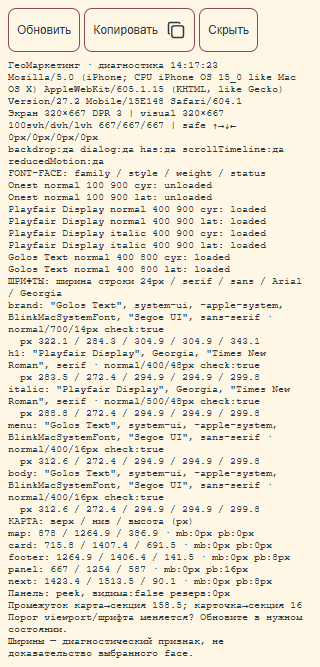 Обновить
Копировать
Скрыть
ГеоМаркетинг · диагностика 14:17:23
Mozilla/5.0 (iPhone; CPU iPhone OS 15_0 like Mac
OS X) AppleWebKit/605.1.15 (KHTML, like Gecko)
Version/27.2 Mobile/15E148 Safari/604.1
Экран 320×667 DPR 3 | visual 320×667
100svh/dvh/lvh 667/667/667 | safe ↑→↓←
0px/0px/0px/0px
backdrop:да dialog:да has:да scrollTimeline:да
reducedMotion:да
FONT-FACE: family / style / weight / status
Onest normal 100 900 cyr: unloaded
Onest normal 100 900 lat: unloaded
Playfair Display normal 400 900 cyr: loaded
Playfair Display normal 400 900 lat: loaded
Playfair Display italic 400 900 cyr: loaded
Playfair Display italic 400 900 lat: loaded
Golos Text normal 400 800 cyr: loaded
Golos Text normal 400 800 lat: loaded
ШРИФТЫ: ширина строки 24px / serif / sans / Arial
/ Georgia
brand: "Golos Text", system-ui, -apple-system,
BlinkMacSystemFont, "Segoe UI", sans-serif ·
normal/700/14px check:true
px 322.1 / 284.3 / 304.9 / 304.9 / 343.1
h1: "Playfair Display", Georgia, "Times New
Roman", serif · normal/400/48px check:true
px 283.5 / 272.4 / 294.9 / 294.9 / 299.8
italic: "Playfair Display", Georgia, "Times New
Roman", serif · normal/500/48px check:true
px 288.8 / 272.4 / 294.9 / 294.9 / 299.8
menu: "Golos Text", system-ui, -apple-system,
BlinkMacSystemFont, "Segoe UI", sans-serif ·
normal/400/16px check:true
px 312.6 / 272.4 / 294.9 / 294.9 / 299.8
body: "Golos Text", system-ui, -apple-system,
BlinkMacSystemFont, "Segoe UI", sans-serif ·
normal/400/16px check:true
px 312.6 / 272.4 / 294.9 / 294.9 / 299.8
КАРТА: верх / низ / высота (px)
map: 878 / 1264.9 / 386.9 · mb:0px pb:0px
card: 715.8 / 1407.4 / 691.5 · mb:0px pb:0px
footer: 1264.9 / 1406.4 / 141.5 · mb:0px pb:8px
panel: 667 / 1254 / 587 · mb:0px pb:16px
next: 1423.4 / 1513.5 / 90.1 · mb:0px pb:8px
Панель: peek, видима:false резерв:0px
Промежуток карта→секция 158.5; карточка→секция 16
Порог viewport/шрифта меняется? Обновите в нужном
состоянии.
Ширины — диагностический признак, не
доказательство выбранного face.